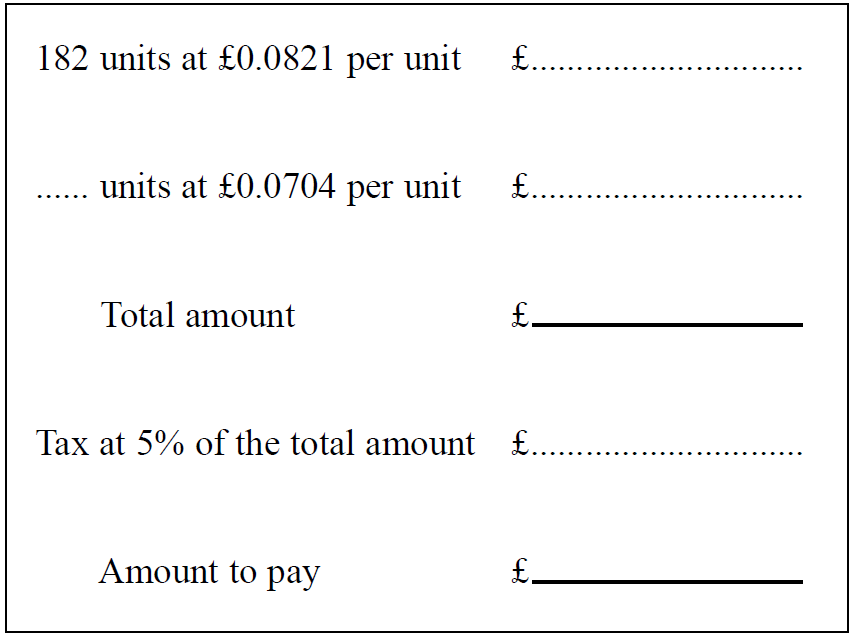 182 units at £0.0821 per unit £..............................
...... units at £0.0704 per unit £..............................
Total amount £
Tax at 5% of the total amount £..............................
Amount to pay £